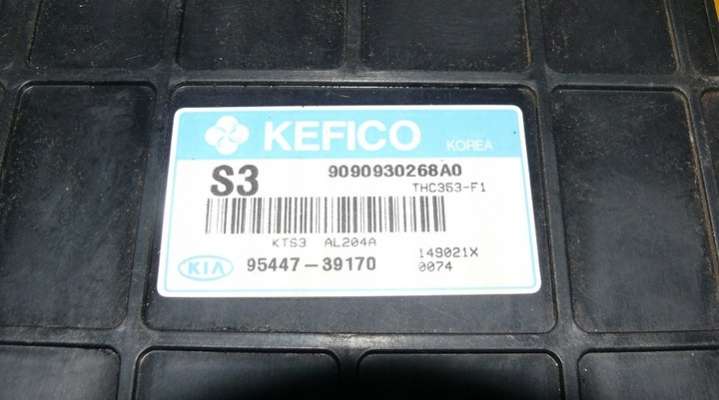 KEFICO KOREA
S3 9090930268A0
THC363-F1
KTS3 AL204A
KIA 95447-39170
149021X
0074